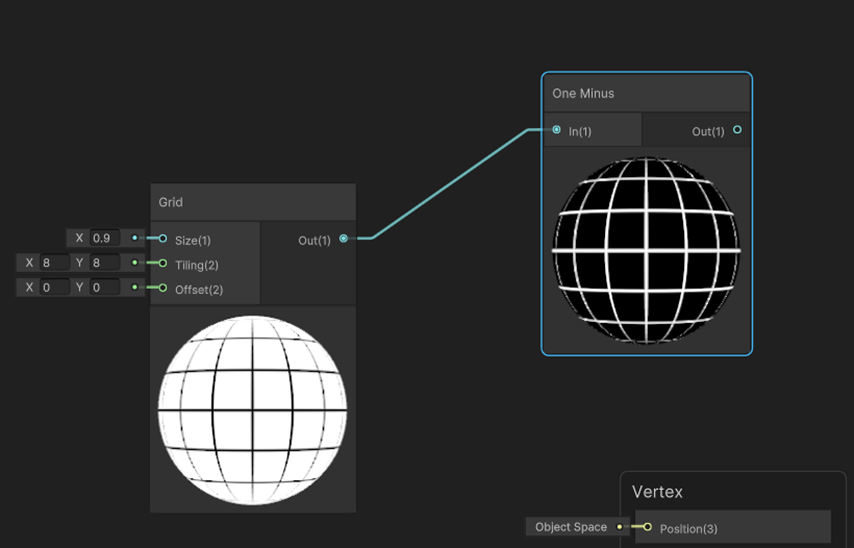 One Minus
In(1)
Out(1)
Grid
X 0.9
Size(1)
Out(1)
X 8 Y 8
Tiling(2)
X 0 Y 0
Offset(2)
Vertex
Object Space
Position(3)